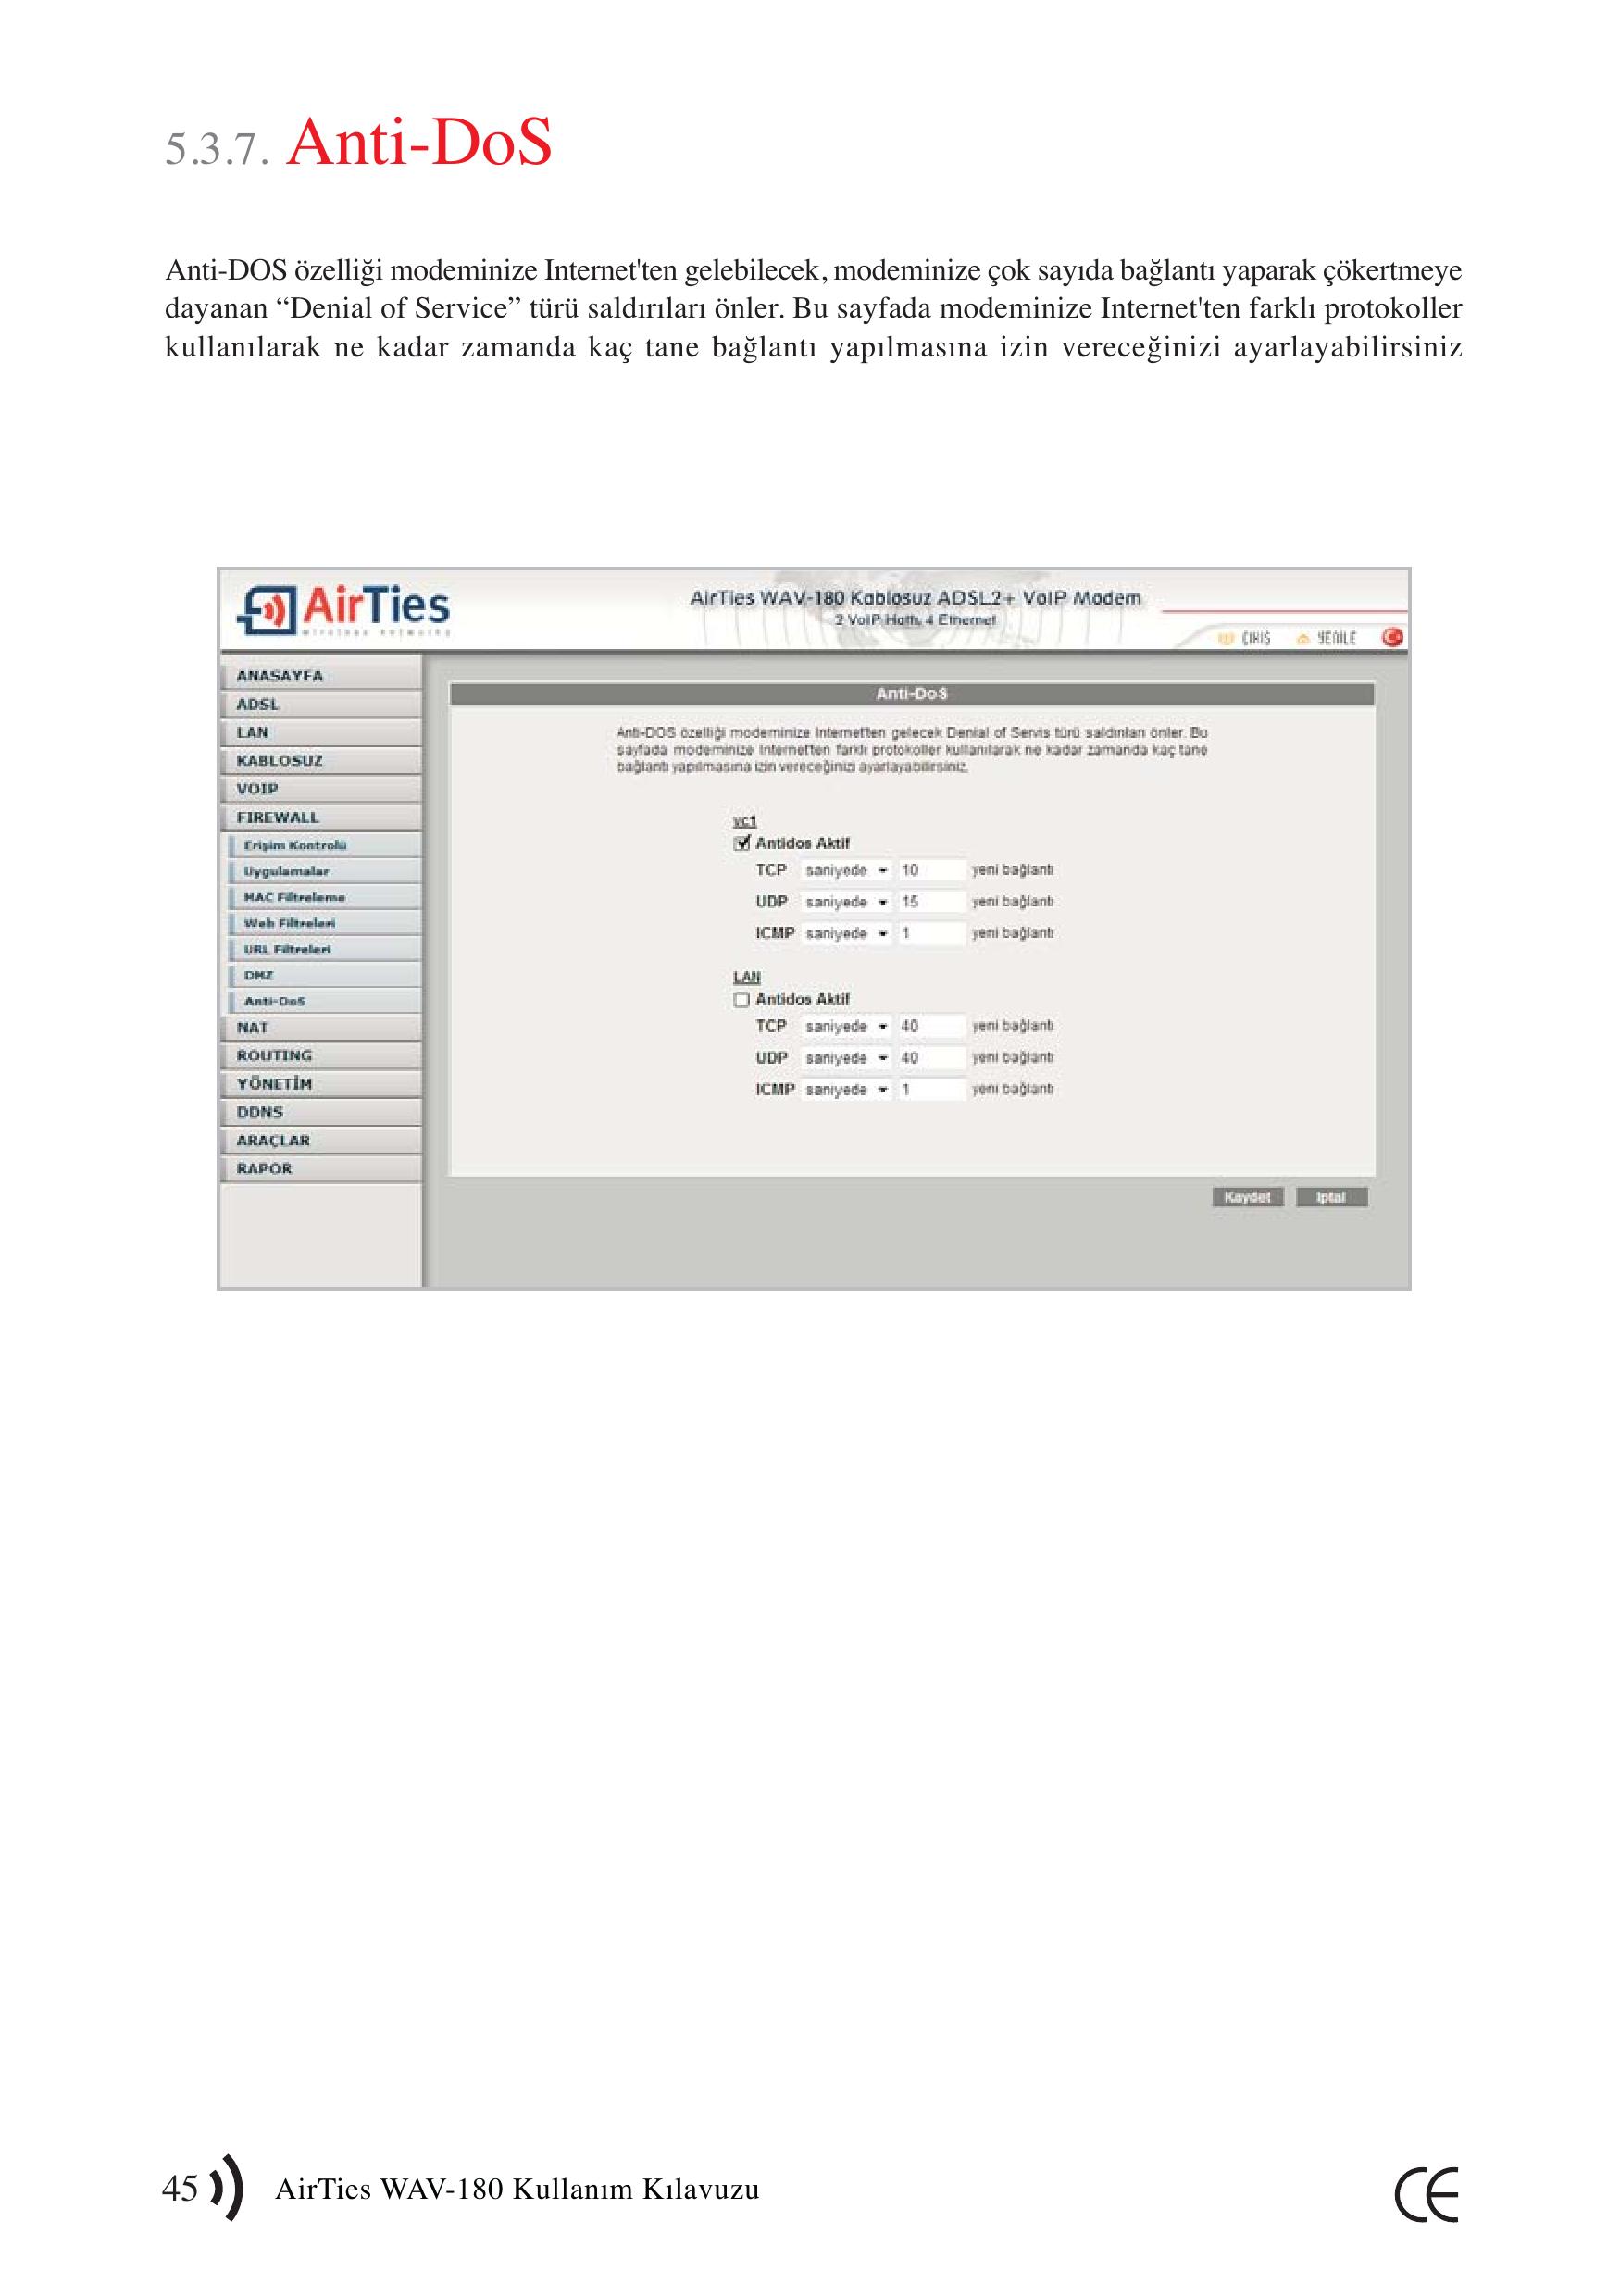 5.3.7. Anti-DoS
Anti-DOS özelliği modeminize Internet'ten gelebilecek, modeminize çok sayıda bağlantı yaparak çökertmeye
dayanan “Denial of Service” türü saldırıları önler. Bu sayfada modeminize Internet'ten farklı protokoller
kullanılarak ne kadar zamanda kaç tane bağlantı yapılmasına izin vereceğinizi ayarlayabilirsiniz
AirTies
wireless networks
AirTies WAV-180 Kablosuz ADSL2+ VoIP Modem
2 VoIP Hattı, 4 Ethernet
ÇIKIŞ YENİLE
ANASAYFA
ADSL
LAN
KABLOSUZ
VOIP
FIREWALL
Erişim Kontrolü
Uygulamalar
MAC Filtreleme
Web Filtreleri
URL Filtreleri
DMZ
Anti-DoS
NAT
ROUTING
YÖNETİM
DDNS
ARAÇLAR
RAPOR
Anti-DoS
Anti-DOS özelliği modeminize Internet'ten gelecek Denial of Servis türü saldırıları önler. Bu
sayfada modeminize Internet'ten farklı protokoller kullanılarak ne kadar zamanda kaç tane
bağlantı yapılmasına izin vereceğinizi ayarlayabilirsiniz.
vc1
Antidos Aktif
TCP saniyede 10 yeni bağlantı
UDP saniyede 15 yeni bağlantı
ICMP saniyede 1 yeni bağlantı
LAN
Antidos Aktif
TCP saniyede 40 yeni bağlantı
UDP saniyede 40 yeni bağlantı
ICMP saniyede 1 yeni bağlantı
Kaydet İptal
45 AirTies WAV-180 Kullanım Kılavuzu
CE